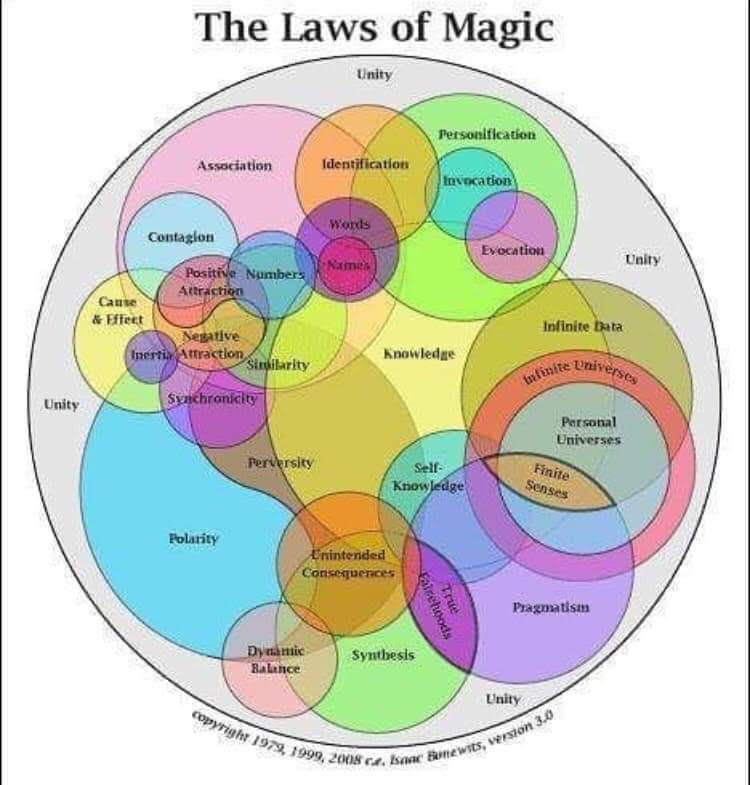 The Laws of Magic
Unity
Personification
Association
Identification
Invocation
Words
Contagion
Evocation
Unity
Names
Positive
Attraction
Numbers
Cause
& Effect
Infinite Data
Negative
Attraction
Inertia
Knowledge
Similarity
Infinite Universes
Synchronicity
Unity
Personal
Universes
Perversity
Self-
Knowledge
Finite
Senses
Polarity
Unintended
Consequences
True
Falsehoods
Pragmatism
Dynamic
Balance
Synthesis
Unity
copyright 1979, 1999, 2008 c.e. Isaac Bonewits, version 3.0